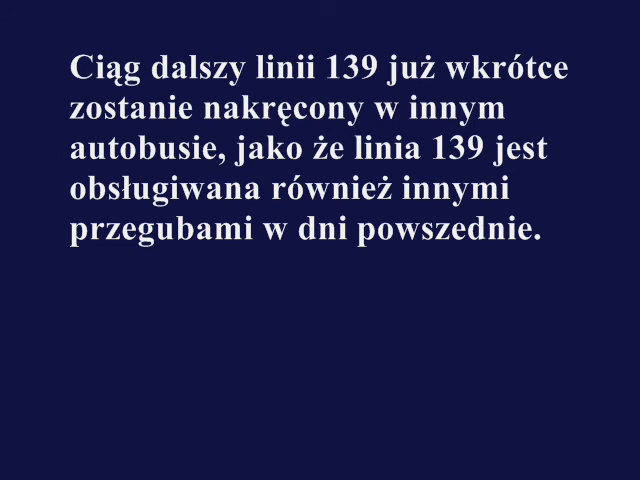 Ciąg dalszy linii 139 już wkrótce
zostanie nakręcony w innym
autobusie, jako że linia 139 jest
obsługiwana również innymi
przegubami w dni powszednie.